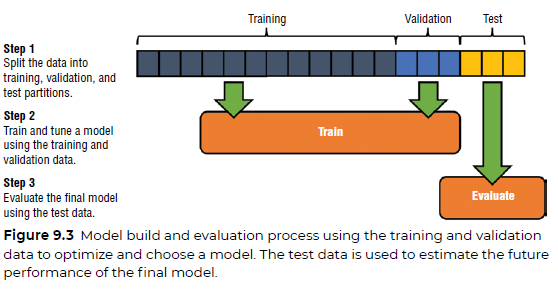 Training
Validation
Test
Step 1
Split the data into
training, validation, and
test partitions.
Step 2
Train and tune a model
using the training and
validation data.
Train
Step 3
Evaluate the final model
using the test data.
Evaluate
Figure 9.3 Model build and evaluation process using the training and validation
data to optimize and choose a model. The test data is used to estimate the future
performance of the final model.